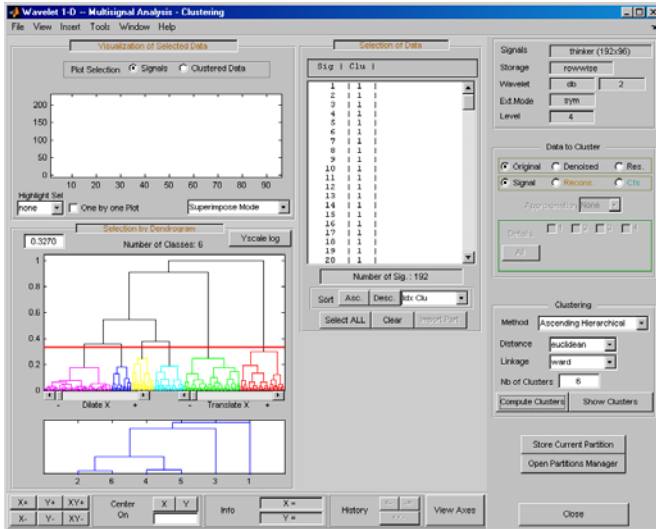 Wavelet 1-D -- Multisignal Analysis - Clustering
File View Insert Tools Window Help
Visualization of Selected Data
Plot Selection Signals Clustered Data
200
150
100
50
0
10 20 30 40 50 60 70 80 90
Highlight Sel
none One by one Plot Superimpose Mode
Selection by Dendrogram
0.3270 Number of Classes: 6 Yscale log
1
0.8
0.6
0.4
0.2
0
- Dilate X + - Translate X +
2 6 4 5 3 1
Selection of Data
Sig | Clu |
1 | 1 |
2 | 1 |
3 | 1 |
4 | 1 |
5 | 1 |
6 | 1 |
7 | 1 |
8 | 1 |
9 | 1 |
10 | 1 |
11 | 1 |
12 | 1 |
13 | 1 |
14 | 1 |
15 | 1 |
16 | 1 |
17 | 1 |
18 | 1 |
19 | 1 |
20 | 1 |
Number of Sig.: 192
Sort Asc. Desc. Idx Clu
Select ALL Clear Import Part
Signals thinker (192x96)
Storage rowwise
Wavelet db 2
Ext.Mode sym
Level 4
Data to Cluster
Original Denoised Res.
Signal Recons. Cfs
Approximation None
Details 1 2 3 4
All
Clustering
Method Ascending Hierarchical
Distance euclidean
Linkage ward
Nb of Clusters 6
Compute Clusters Show Clusters
Store Current Partition
Open Partitions Manager
Close
X+ Y+ XY+
X- Y- XY-
Center On X Y
Info X = Y =
History
View Axes